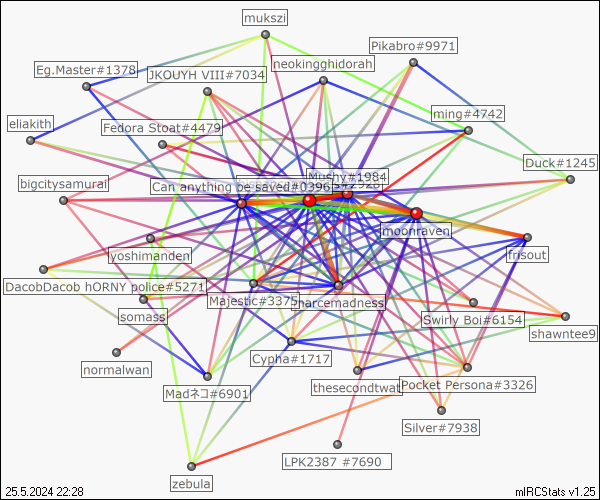 mukszi
Pikabro#9971
neokingghidorah
Eg.Master#1378
JKOUYH VIII#7034
ming#4742
eliakith
Fedora Stoat#4479
Duck#1245
Mushy#1984
bigcitysamurai
Can anything be saved#0396
moonraven
yoshimanden
frisout
DacobDacob hORNY police#5271
Majestic#3375
harcemadness
somass
Swirly Boi#6154
shawntee9
Cypha#1717
normalwan
thesecondtwat
Pocket Persona#3326
Madネコ#6901
Silver#7938
LPK2387 #7690
zebula
25.5.2024 22:28
mIRCStats v1.25